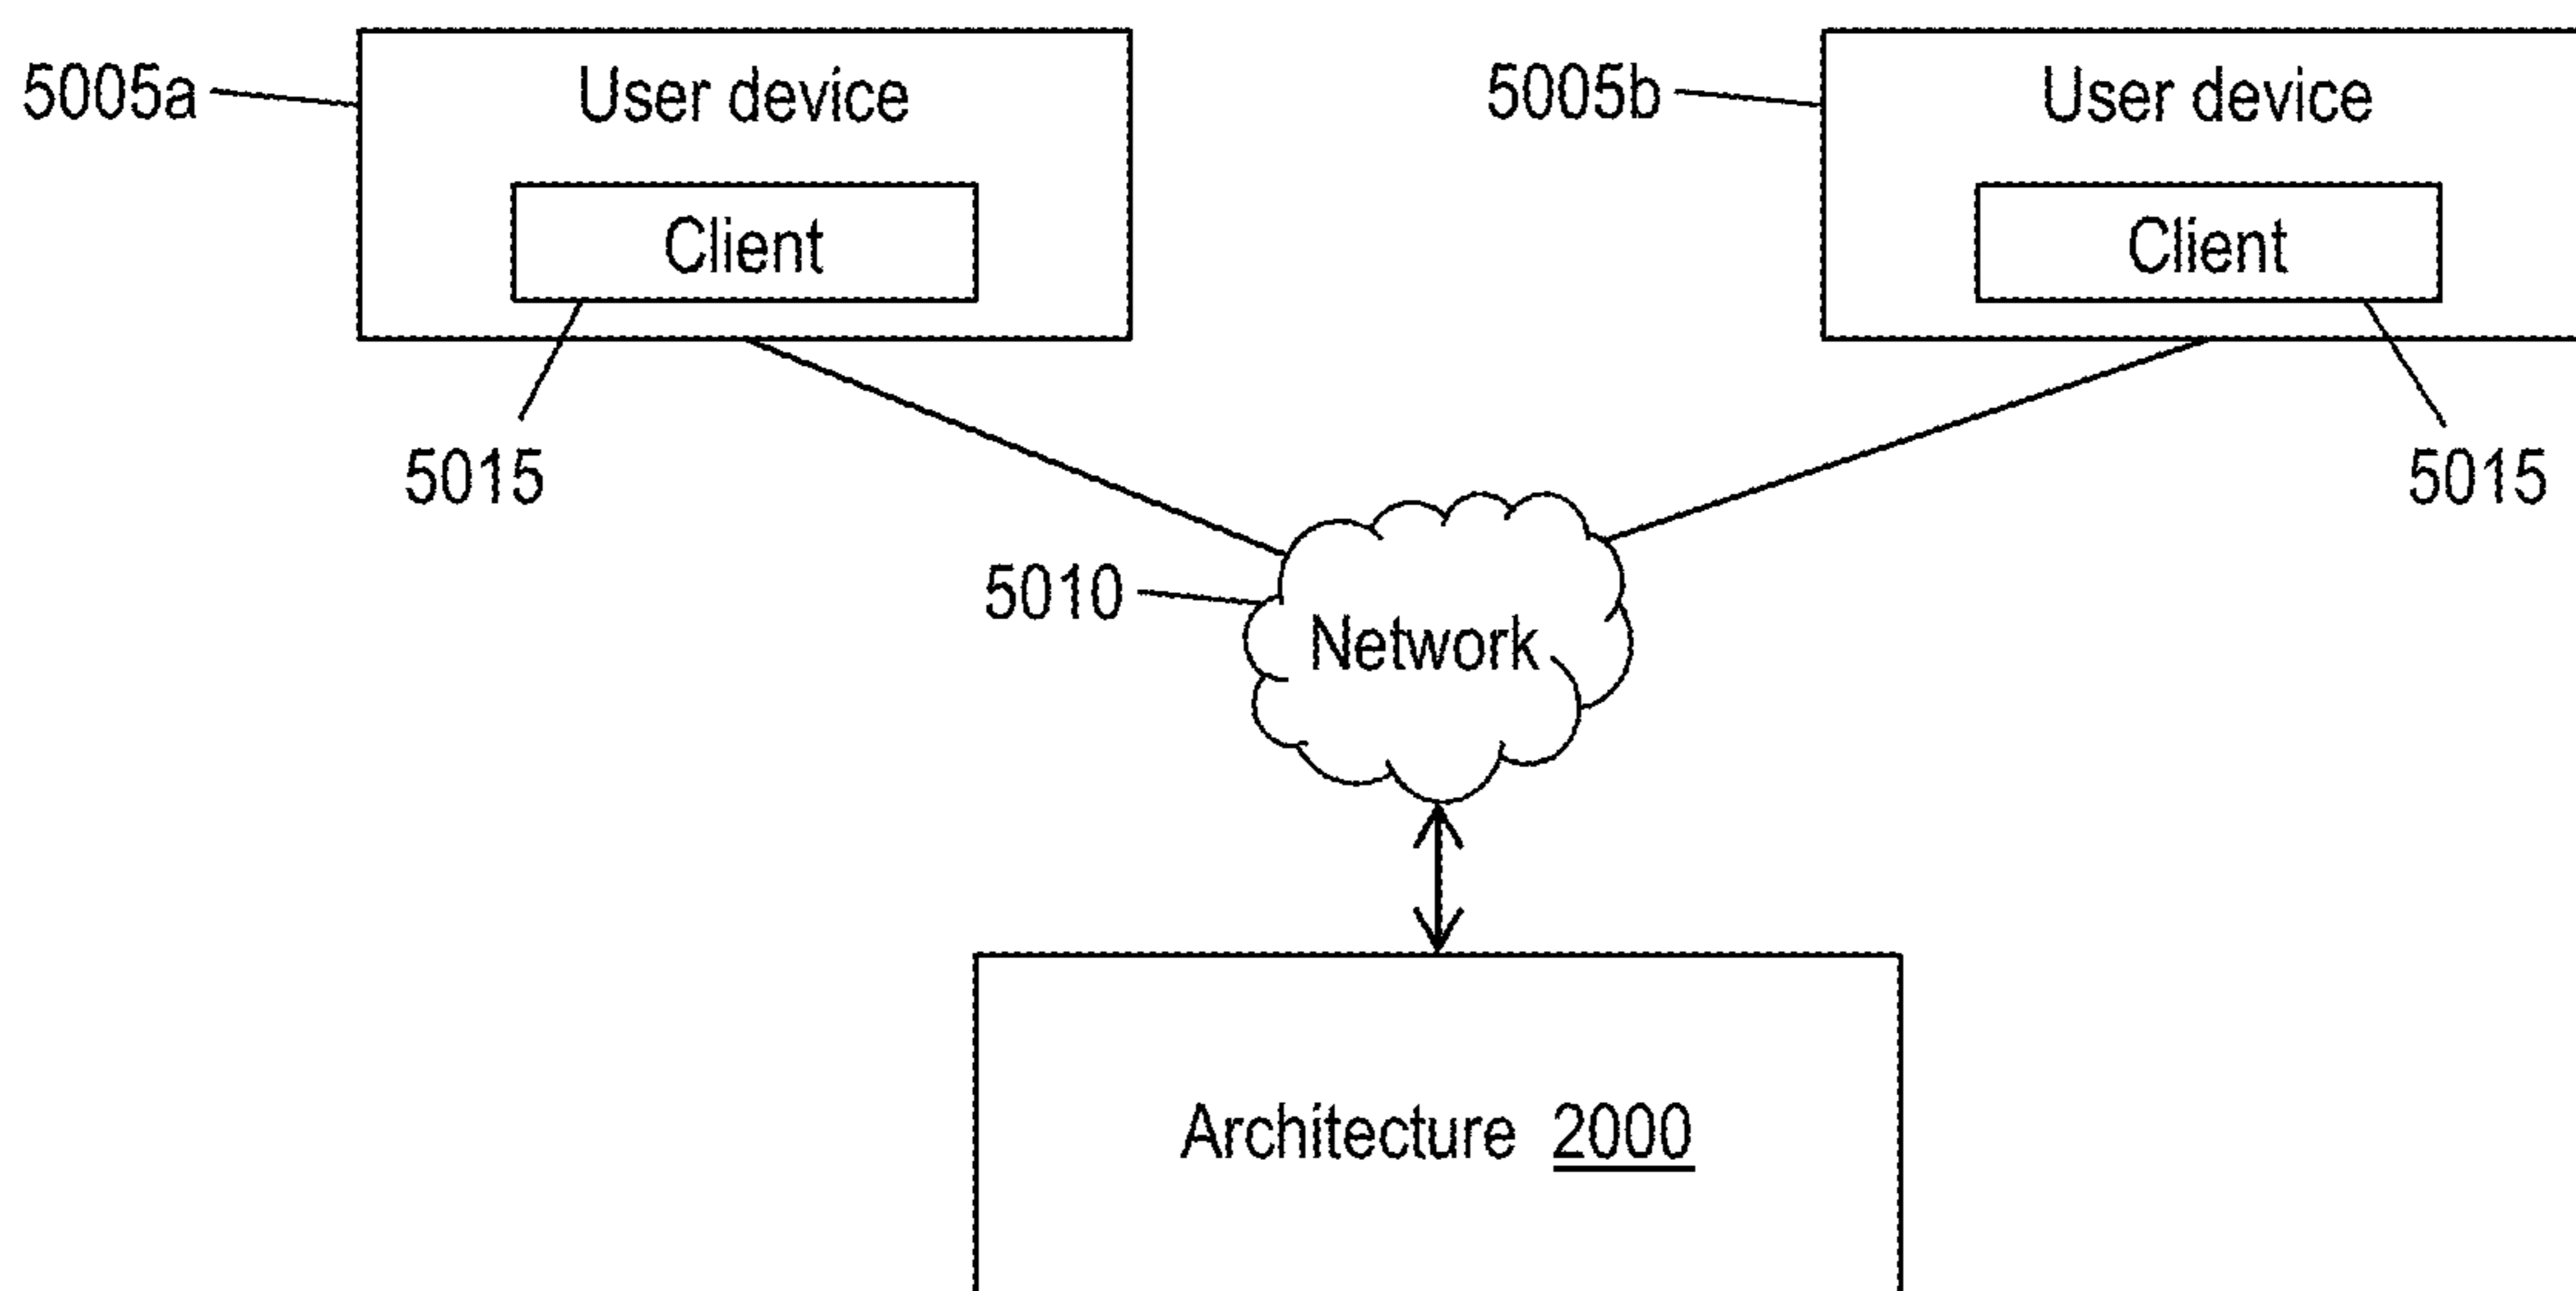 5005a
User device
Client
5015
5005b
User device
Client
5015
5010
Network
Architecture 2000